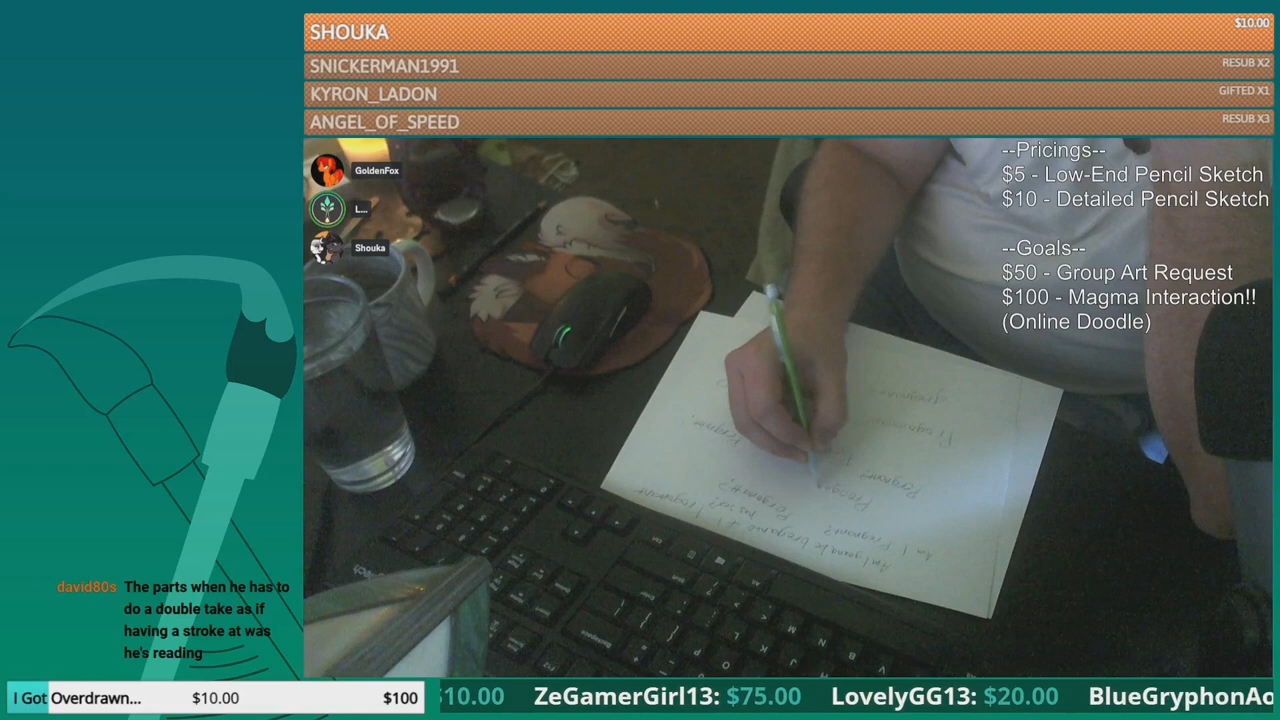 SHOUKA
$10.00
SNICKERMAN1991
RESUB X2
KYRON_LADON
GIFTED X1
ANGEL_OF_SPEED
RESUB X3
GoldenFox
L...
Shouka
--Pricings--
$5 - Low-End Pencil Sketch
$10 - Detailed Pencil Sketch
--Goals--
$50 - Group Art Request
$100 - Magma Interaction!!
(Online Doodle)
Am I Pregnant?
david80s The parts when he has to
do a double take as if
having a stroke at was
he's reading
I Got Overdrawn... $10.00 $100
$10.00 ZeGamerGirl13: $75.00 LovelyGG13: $20.00 BlueGryphonAo